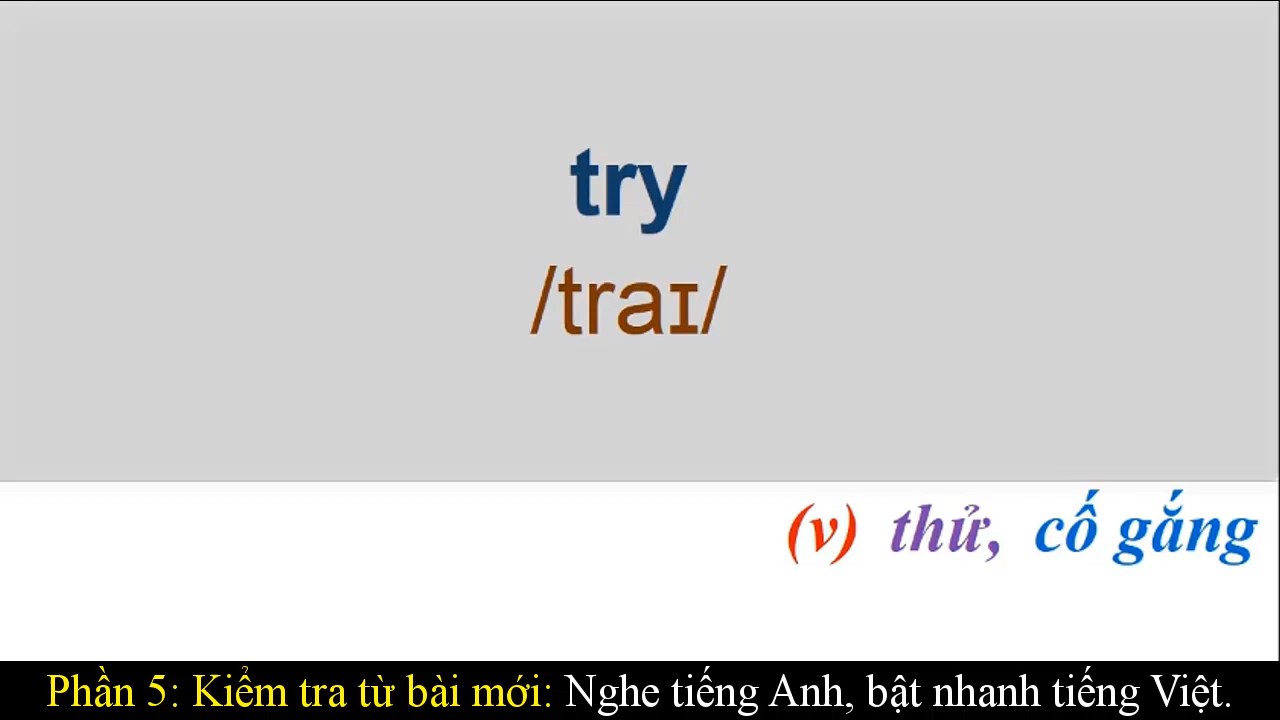 try
/traɪ/
(v) thử, cố gắng
Phần 5: Kiểm tra từ bài mới: Nghe tiếng Anh, bật nhanh tiếng Việt.